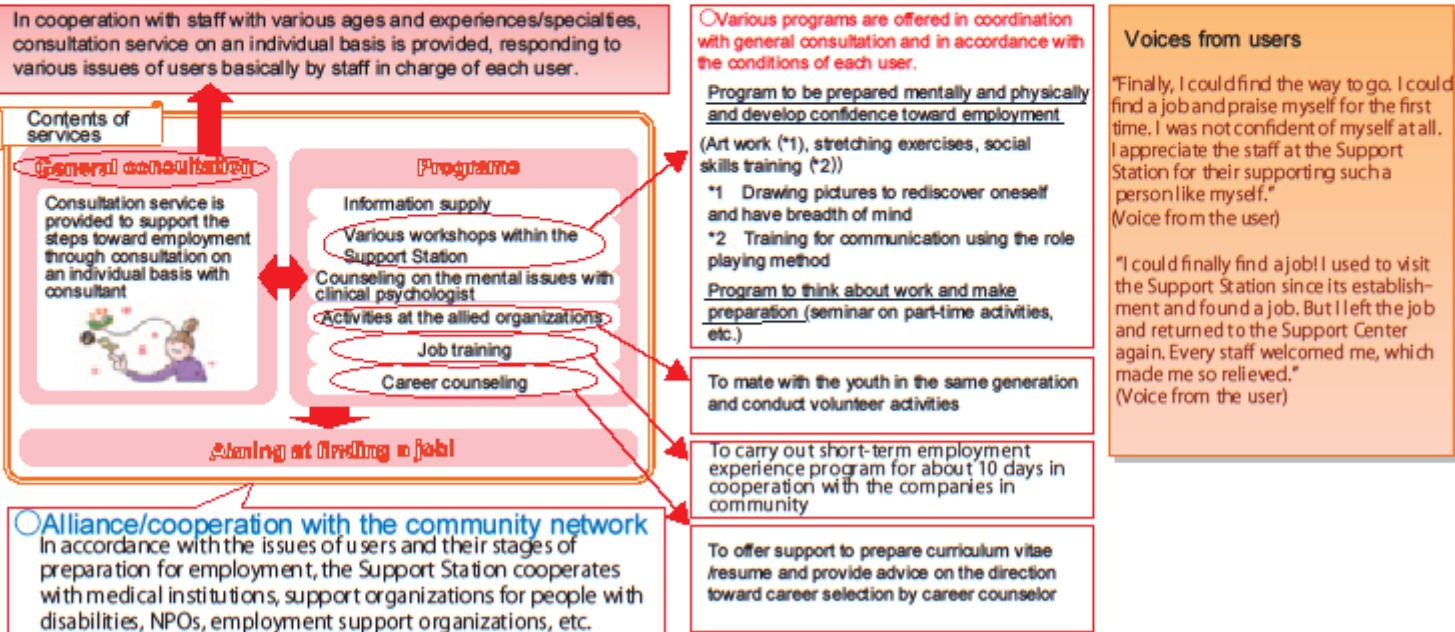 In cooperation with staff with various ages and experiences/specialties,
consultation service on an individual basis is provided, responding to
various issues of users basically by staff in charge of each user.
Contents of
services
General consultation
Consultation service is
provided to support the
steps toward employment
through consultation on
an individual basis with
consultant
Programs
Information supply
Various workshops within the
Support Station
Counseling on the mental issues with
clinical psychologist
Activities at the allied organizations
Job training
Career counseling
Aiming at finding a job!
○Alliance/cooperation with the community network
In accordance with the issues of users and their stages of
preparation for employment, the Support Station cooperates
with medical institutions, support organizations for people with
disabilities, NPOs, employment support organizations, etc.
○Various programs are offered in coordination
with general consultation and in accordance with
the conditions of each user.
Program to be prepared mentally and physically
and develop confidence toward employment
(Art work (*1), stretching exercises, social
skills training (*2))
*1 Drawing pictures to rediscover oneself
and have breadth of mind
*2 Training for communication using the role
playing method
Program to think about work and make
preparation (seminar on part-time activities,
etc.)
To mate with the youth in the same generation
and conduct volunteer activities
To carry out short-term employment
experience program for about 10 days in
cooperation with the companies in
community
To offer support to prepare curriculum vitae
/resume and provide advice on the direction
toward career selection by career counselor
Voices from users
"Finally, I could find the way to go. I could
find a job and praise myself for the first
time. I was not confident of myself at all.
I appreciate the staff at the Support
Station for their supporting such a
person like myself."
(Voice from the user)
"I could finally find a job! I used to visit
the Support Station since its establish-
ment and found a job. But I left the job
and returned to the Support Center
again. Every staff welcomed me, which
made me so relieved."
(Voice from the user)